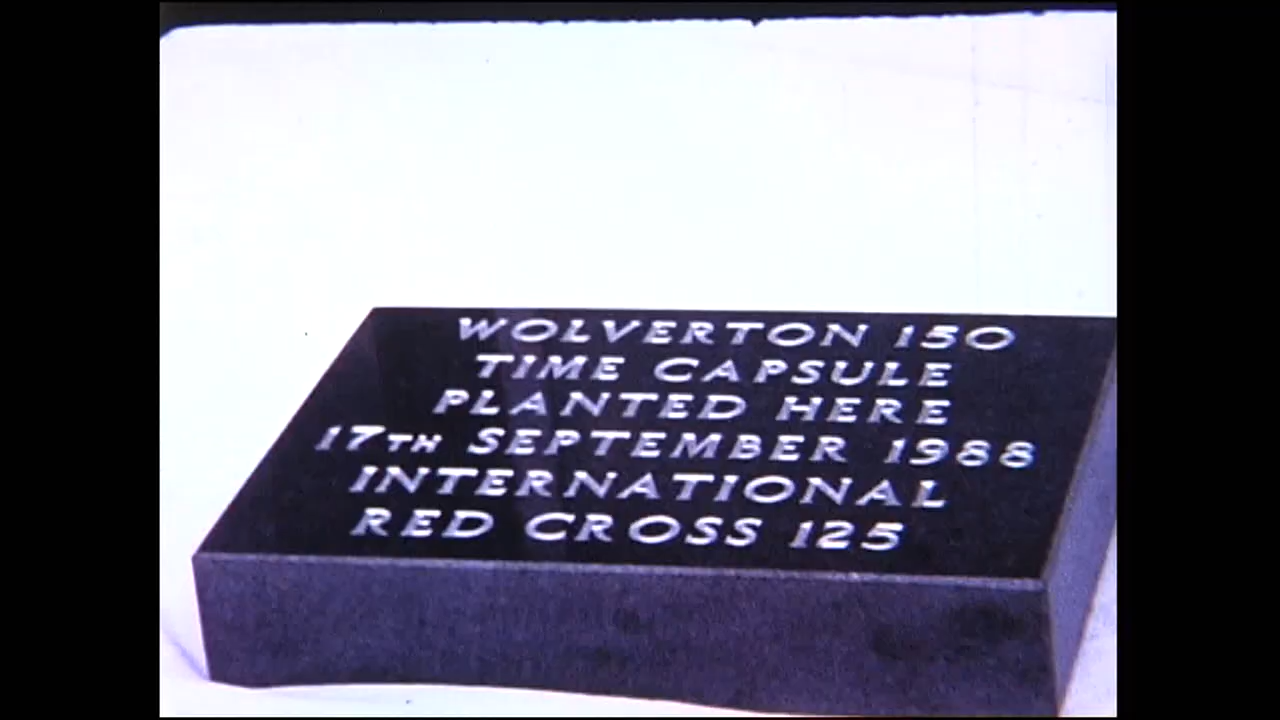 WOLVERTON 150
TIME CAPSULE
PLANTED HERE
17TH SEPTEMBER 1988
INTERNATIONAL
RED CROSS 125